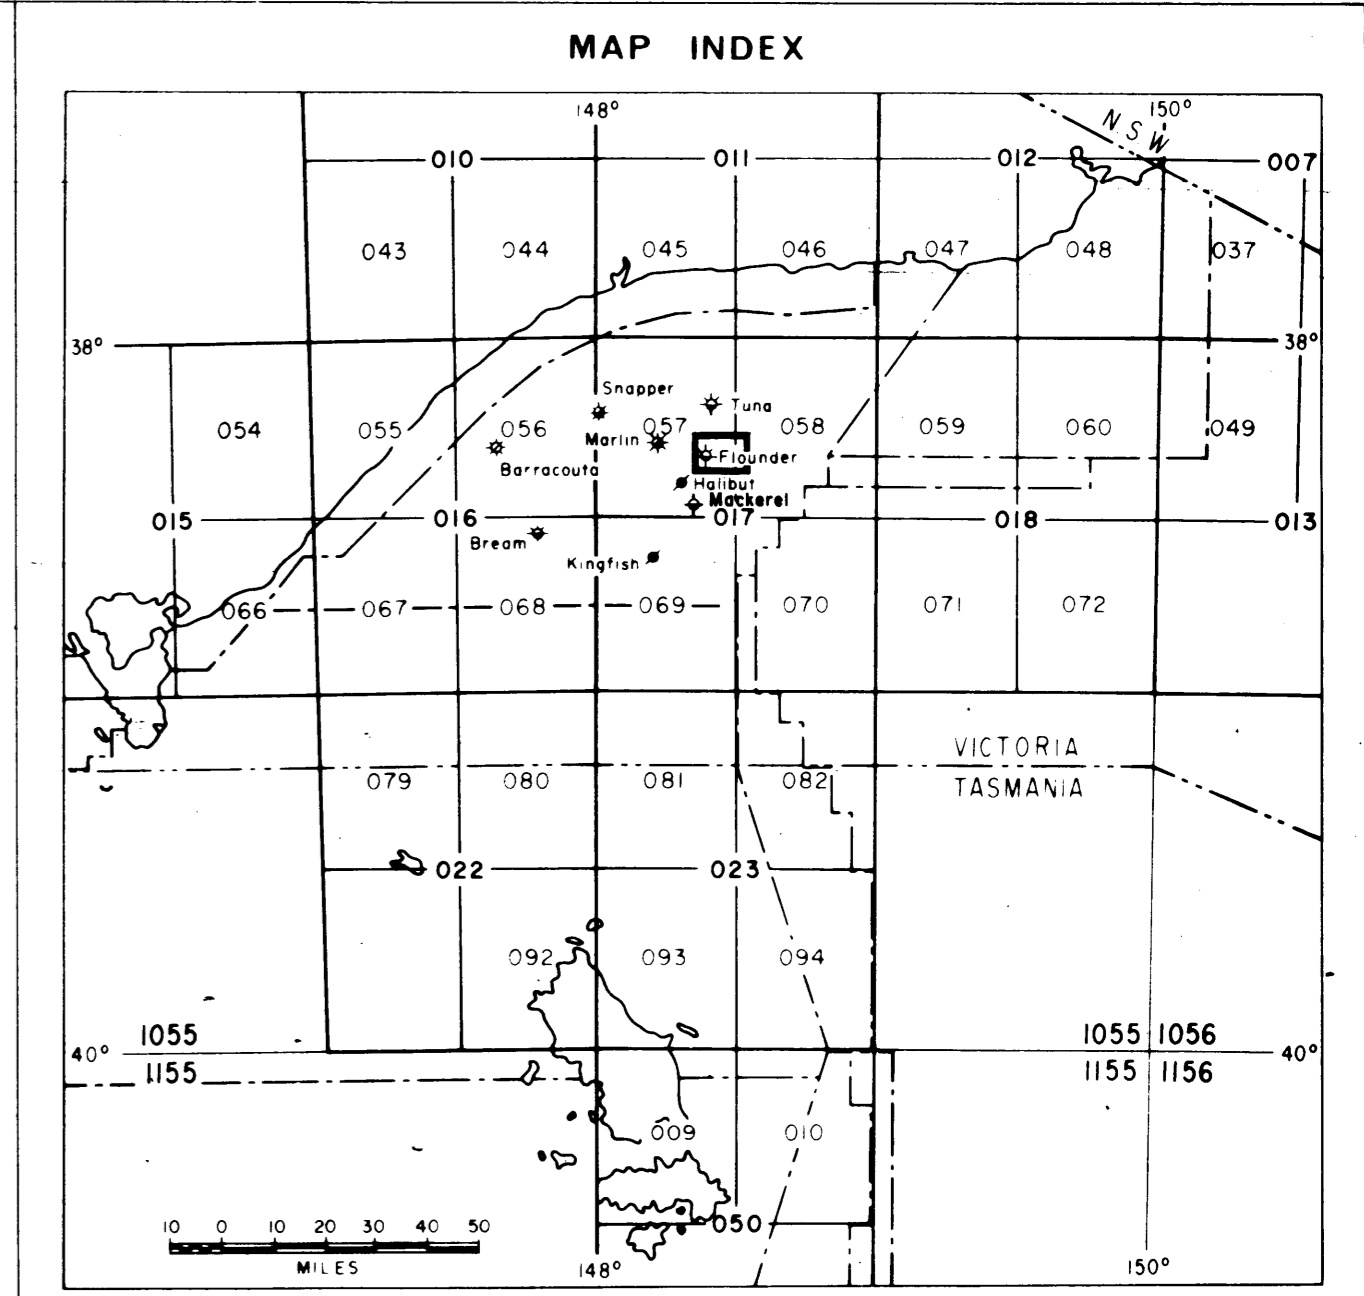 MAP INDEX
148° 150°
NSW
010 011 012 007
043 044 045 046 047 048 037
38° 38°
Snapper
Tuna
054 055 056 057 058 059 060 049
Marlin
Flounder
Barracouta
Halibut
Mackerel
015 016 017 018 013
Bream
Kingfish
066 067 068 069 070 071 072
VICTORIA
079 080 081 082 TASMANIA
022 023
092 093 094
1055 1055 1056
40° 40°
1155 1155 1156
009 010
10 0 10 20 30 40 50 050
MILES
148° 150°